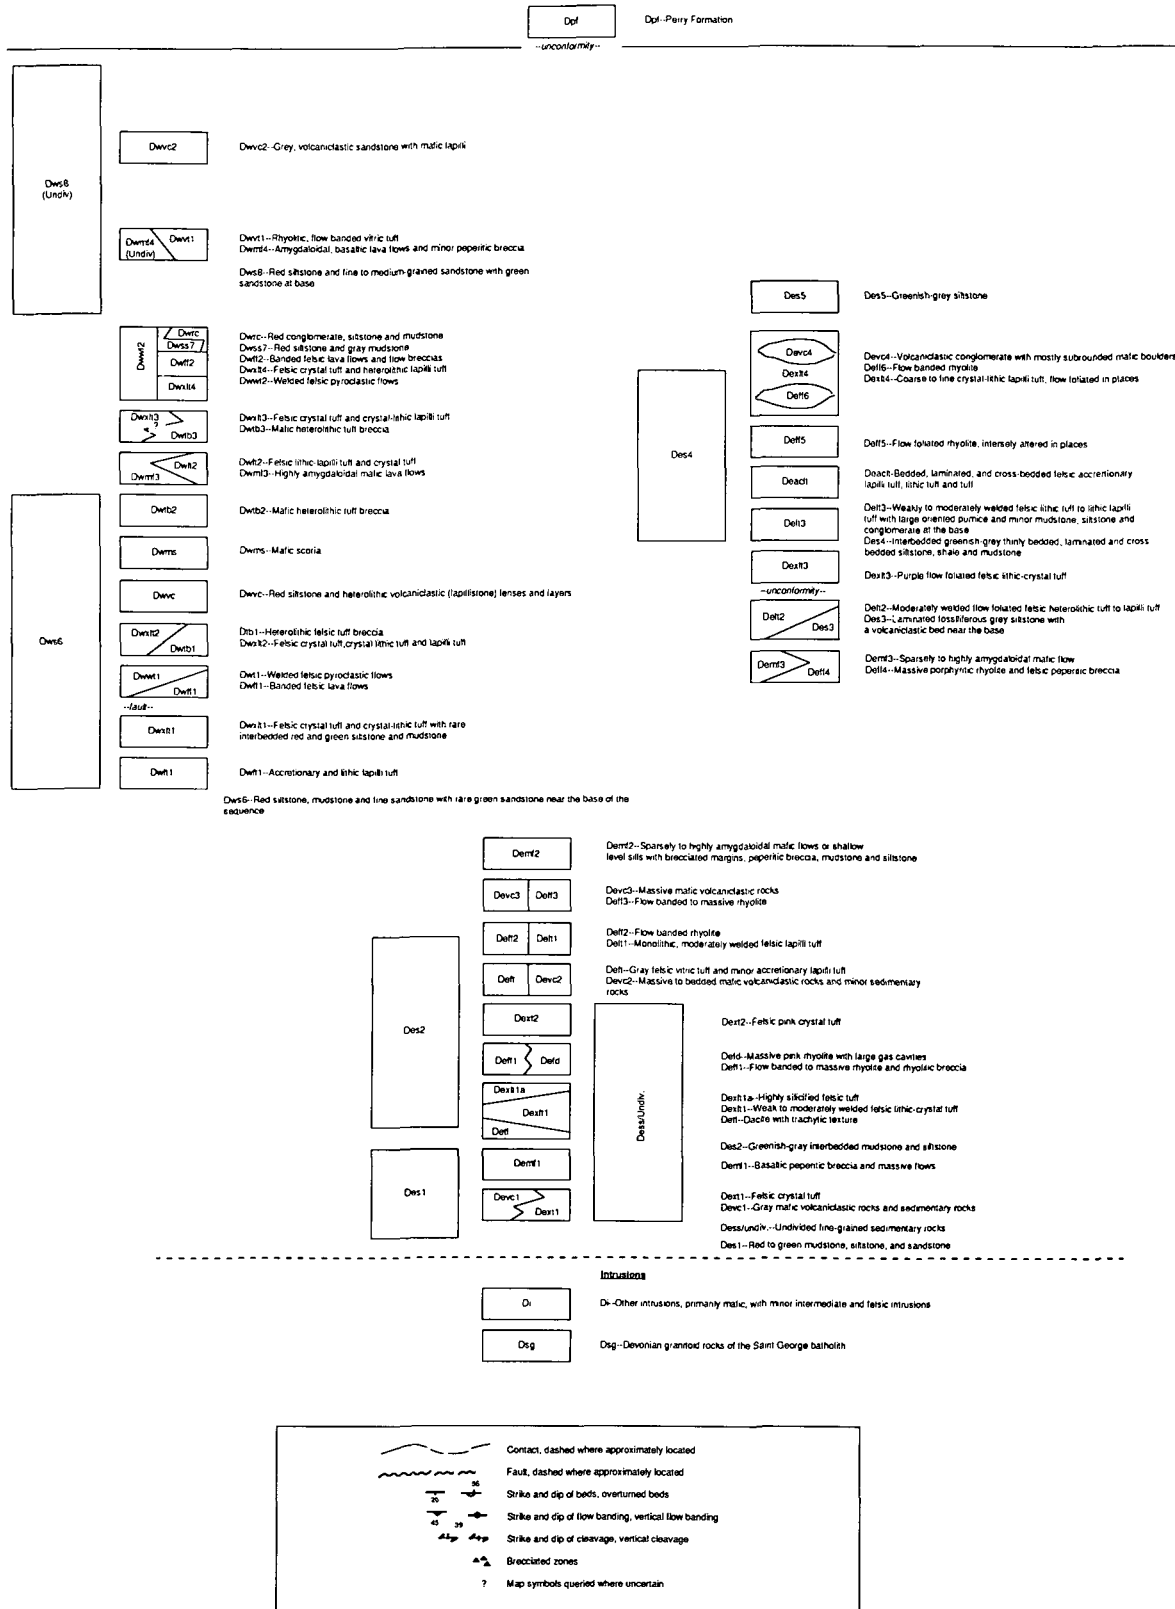 Dpf
Dpf--Perry Formation
--unconformity--
Dws8
(Undiv)
Dwvc2
Dwvc2--Grey, volcaniclastic sandstone with mafic lapilli
Dwmf4
(Undiv)
Dwvt1
Dwvt1--Rhyolitic, flow banded vitric tuff
Dwmf4--Amygdaloidal, basaltic lava flows and minor peperitic breccia
Dws8--Red siltstone and fine to medium-grained sandstone with green
sandstone at base
Dwwt2
Dwrc
Dwss7
Dwff2
Dwxlt4
Dwrc--Red conglomerate, siltstone and mudstone
Dwss7--Red siltstone and gray mudstone
Dwff2--Banded felsic lava flows and flow breccias
Dwxlt4--Felsic crystal tuff and heterolithic lapilli tuff
Dwwt2--Welded felsic pyroclastic flows
Dwxlt3
?
Dwtb3
Dwxlt3--Felsic crystal tuff and crystal-lithic lapilli tuff
Dwtb3--Mafic heterolithic tuff breccia
Dwlt2
Dwmf3
Dwlt2--Felsic lithic-lapilli tuff and crystal tuff
Dwmf3--Highly amygdaloidal mafic lava flows
Dws6
Dwtb2
Dwtb2--Mafic heterolithic tuff breccia
Dwms
Dwms--Mafic scoria
Dwvc
Dwvc--Red siltstone and heterolithic volcaniclastic (lapillistone) lenses and layers
Dwxlt2
Dwtb1
Dtb1--Heterolithic felsic tuff breccia
Dwxlt2--Felsic crystal tuff,crystal lithic tuff and lapilli tuff
Dwwt1
Dwff1
Dwt1--Welded felsic pyroclastic flows
Dwff1--Banded felsic lava flows
--fault--
Dwxlt1
Dwxlt1--Felsic crystal tuff and crystal-lithic tuff with rare
interbedded red and green siltstone and mudstone
Dwlt1
Dwlt1--Accretionary and lithic lapilli tuff
Dws6--Red siltstone, mudstone and fine sandstone with rare green sandstone near the base of the
sequence
Des5
Des5--Greenish-grey siltstone
Des4
Devc4
Dexlt4
Deff6
Devc4--Volcaniclastic conglomerate with mostly subrounded mafic boulders
Deff6--Flow banded rhyolite
Dexlt4--Coarse to fine crystal-lithic lapilli tuff, flow foliated in places
Deff5
Deff5--Flow foliated rhyolite, intensely altered in places
Deaclt
Deaclt-Bedded, laminated, and cross-bedded felsic accretionary
lapilli tuff, lithic tuff and tuff
Delt3
Delt3--Weakly to moderately welded felsic lithic tuff to lithic lapilli
tuff with large oriented pumice and minor mudstone, siltstone and
conglomerate at the base
Des4--Interbedded greenish-grey thinly bedded, laminated and cross
bedded siltstone, shale and mudstone
Dexlt3
Dexlt3--Purple flow foliated felsic lithic-crystal tuff
--unconformity--
Delt2
Des3
Delt2--Moderately welded flow foliated felsic heterolithic tuff to lapilli tuff
Des3--Laminated fossiliferous grey siltstone with
a volcaniclastic bed near the base
Demf3
Deff4
Demf3--Sparsely to highly amygdaloidal mafic flow
Deff4--Massive porphyritic rhyolite and felsic peperitic breccia
Demf2
Demf2--Sparsely to highly amygdaloidal mafic flows or shallow
level sills with brecciated margins, peperitic breccia, mudstone and siltstone
Devc3
Deff3
Devc3--Massive mafic volcaniclastic rocks
Deff3--Flow banded to massive rhyolite
Des2
Deff2
Delt1
Deff2--Flow banded rhyolite
Delt1--Monolithic, moderately welded felsic lapilli tuff
Deft
Devc2
Deft--Gray felsic vitric tuff and minor accretionary lapilli tuff
Devc2--Massive to bedded mafic volcaniclastic rocks and minor sedimentary
rocks
Dext2
Dext2--Felsic pink crystal tuff
Dess/Undiv.
Deff1
Defd
Defd--Massive pink rhyolite with large gas cavities
Deff1--Flow banded to massive rhyolite and rhyolitic breccia
Dexlt1a
Dexlt1
Detl
Dexlt1a--Highly silicified felsic tuff
Dexlt1--Weak to moderately welded felsic lithic-crystal tuff
Detl--Dacite with trachytic texture
Des2--Greenish-gray interbedded mudstone and siltstone
Des1
Demf1
Demf1--Basaltic peperitic breccia and massive flows
Devc1
Dext1
Dext1--Felsic crystal tuff
Devc1--Gray mafic volcaniclastic rocks and sedimentary rocks
Dess/undiv.--Undivided fine-grained sedimentary rocks
Des1--Red to green mudstone, siltstone, and sandstone
Intrusions
Di
Di--Other intrusions, primarily mafic, with minor intermediate and felsic intrusions
Dsg
Dsg--Devonian granitoid rocks of the Saint George batholith
Contact, dashed where approximately located
Fault, dashed where approximately located
20
86
Strike and dip of beds, overturned beds
45
Strike and dip of flow banding, vertical flow banding
39
Strike and dip of cleavage, vertical cleavage
Brecciated zones
?
Map symbols queried where uncertain